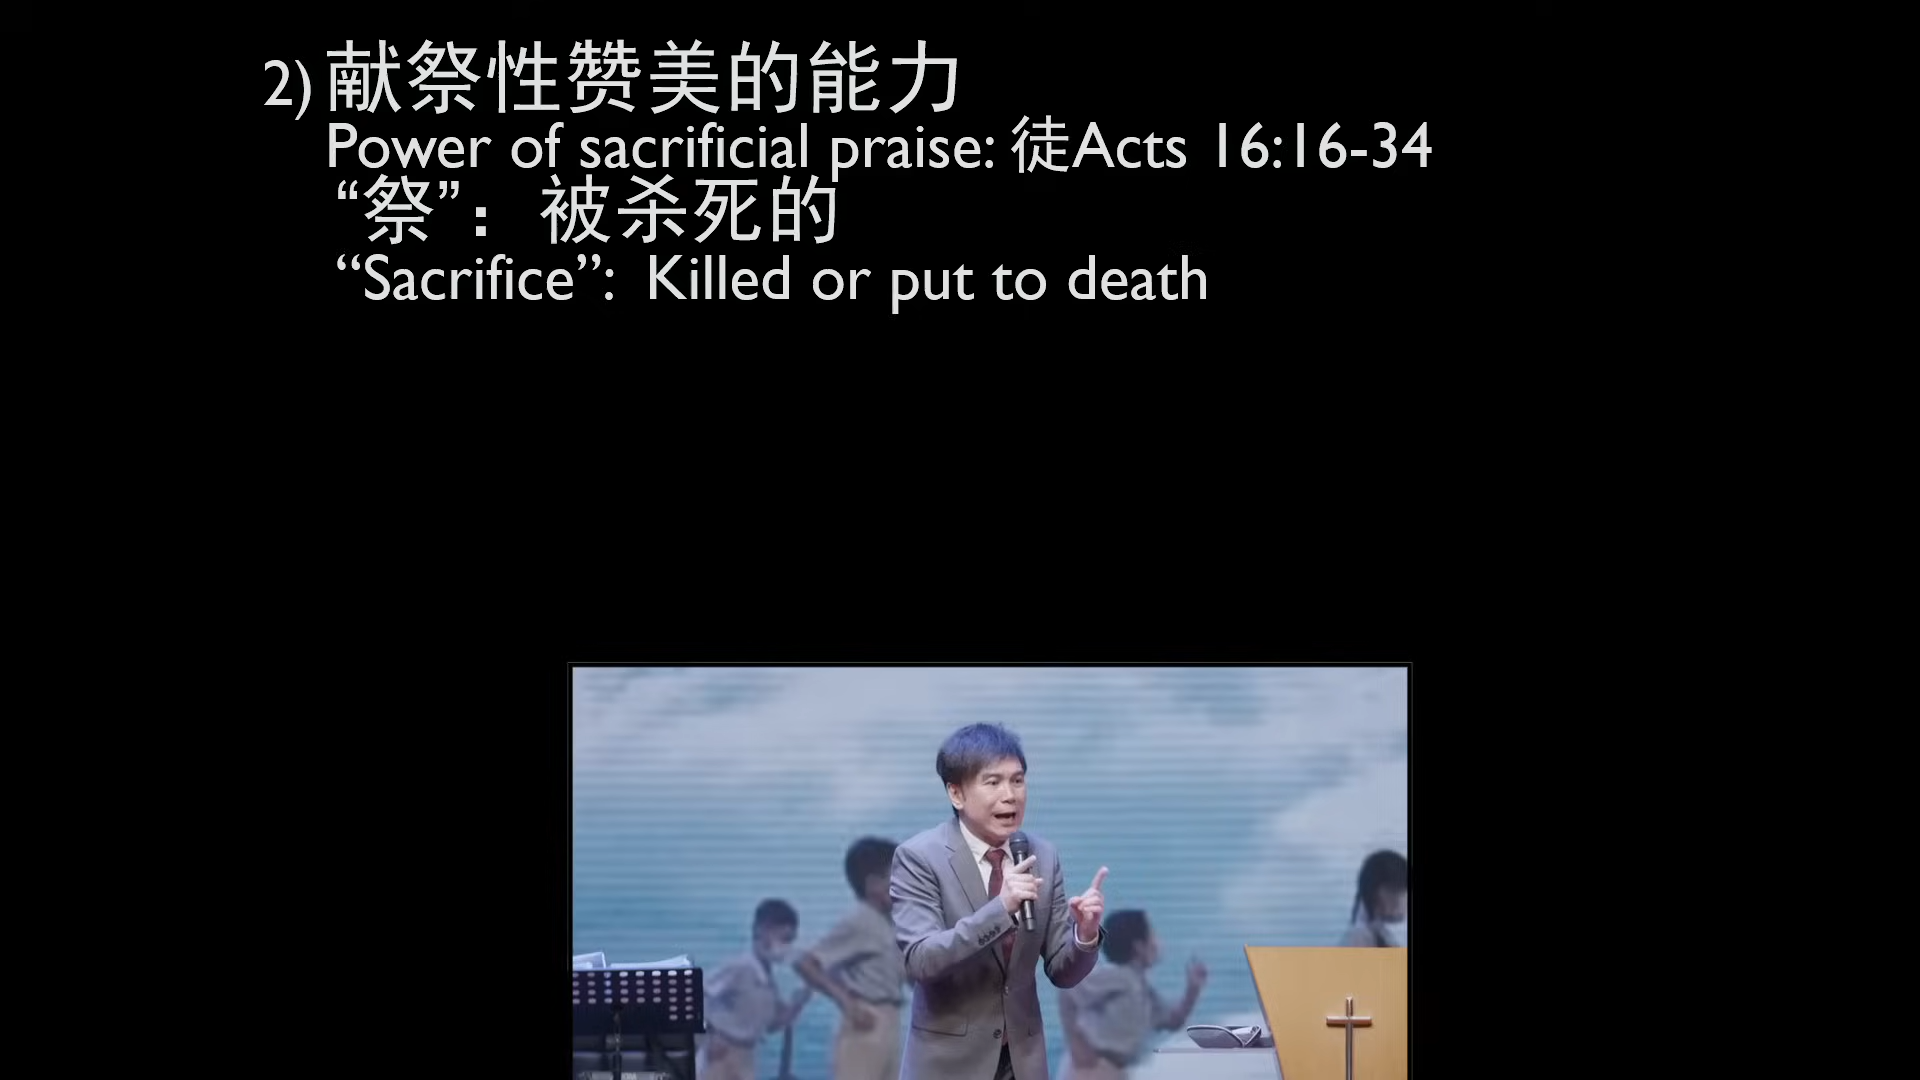 2)献祭性赞美的能力
Power of sacrificial praise: 徒Acts 16:16-34
“祭”： 被杀死的
“Sacrifice”: Killed or put to death